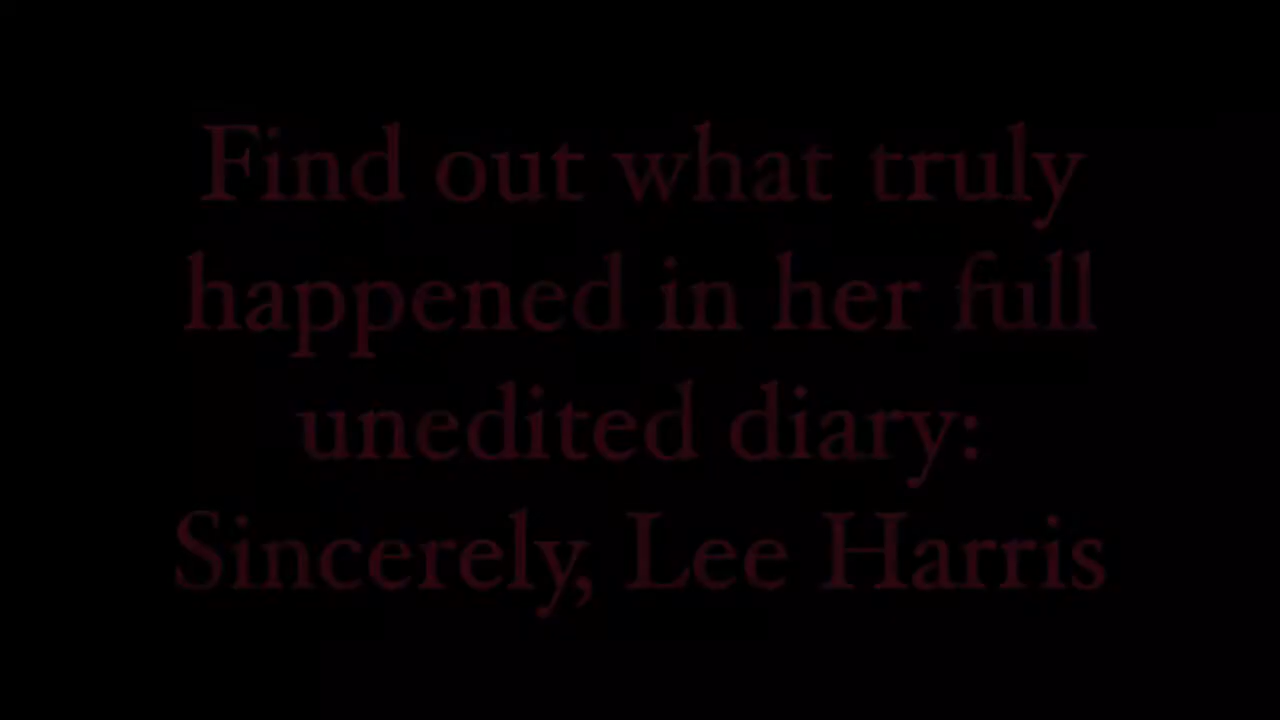 Find out what truly
happened in her full
unedited diary:
Sincerely, Lee Harris